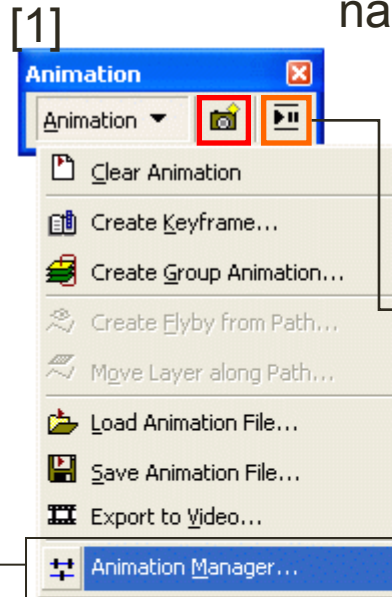 na
[1]
Animation
Animation
Clear Animation
Create Keyframe...
Create Group Animation...
Create Flyby from Path...
Move Layer along Path...
Load Animation File...
Save Animation File...
Export to Video...
Animation Manager...